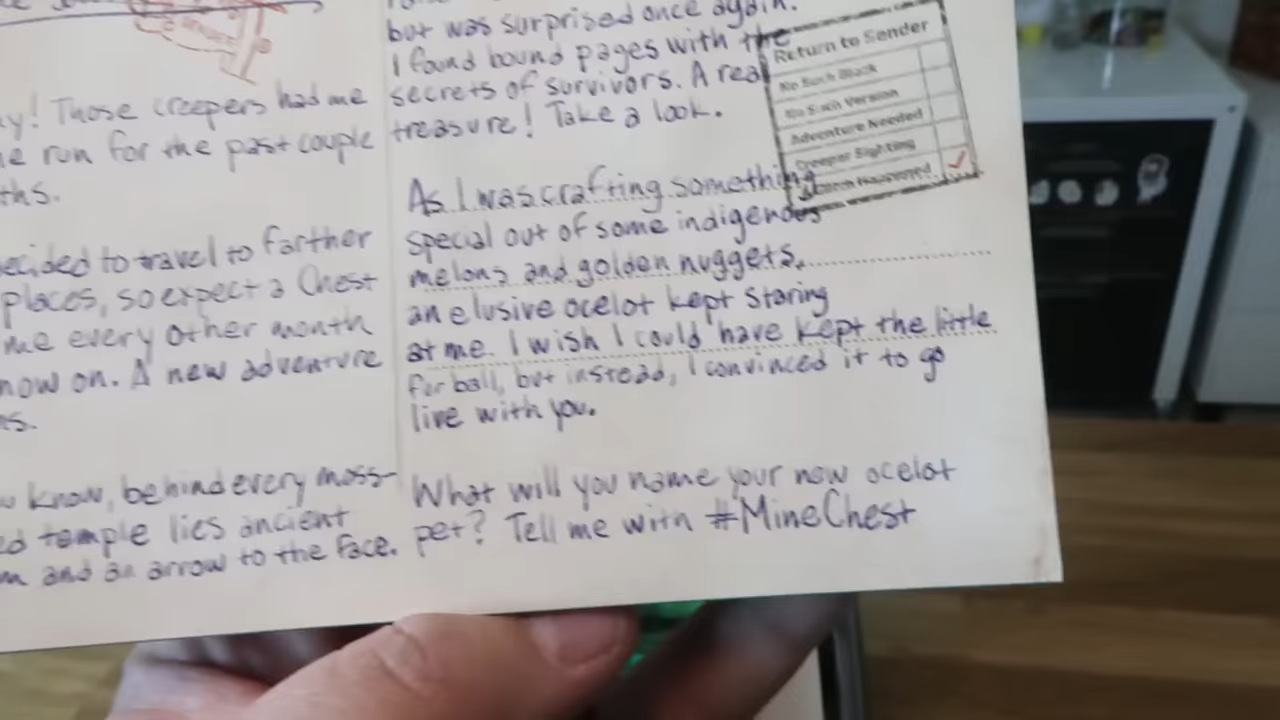 ay! Those creepers had me
run for the past couple
ths.
ecided to travel to farther
places, so expect a Chest
me every other month
now on. A new adventure
know, behind every moss-
ed temple lies ancient
and an arrow to the face.
but was surprised once again.
I found bound pages with the
secrets of survivors. A real
treasure! Take a look.
As I was crafting something
special out of some indigenous
melons and golden nuggets,
an elusive ocelot kept staring
at me. I wish I could have kept the little
furball, but instead, I convinced it to go
live with you.
What will you name your new ocelot
pet? Tell me with #MineChest
Return to Sender
No Such Block
No Such Version
Adventure Needed
Creeper Sighting